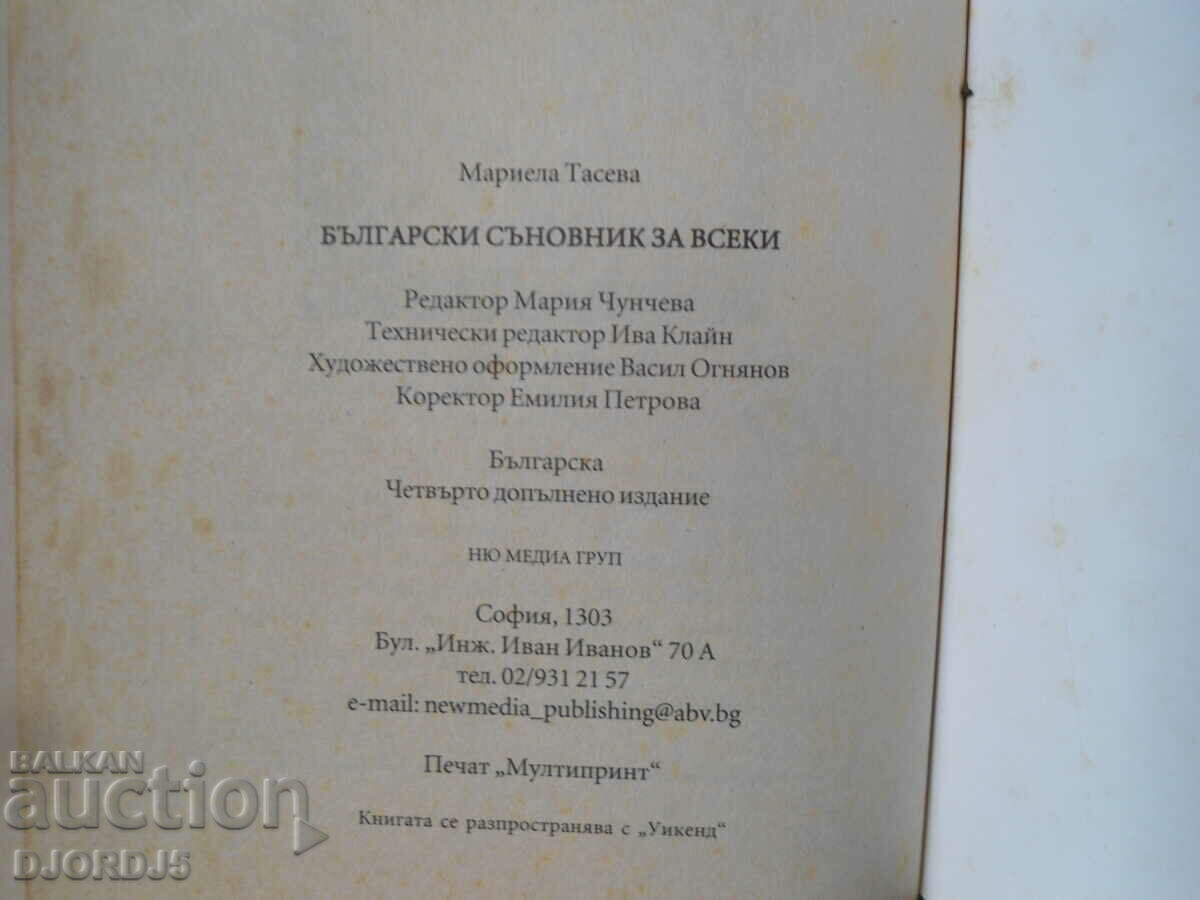 Мариела Тасева
БЪЛГАРСКИ СЪНОВНИК ЗА ВСЕКИ
Редактор Мария Чунчева
Технически редактор Ива Клайн
Художествено оформление Васил Огнянов
Коректор Емилия Петрова
Българска
Четвърто допълнено издание
НЮ МЕДИА ГРУП
София, 1303
Бул. „Инж. Иван Иванов“ 70 А
тел. 02/931 21 57
e-mail: newmedia_publishing@abv.bg
Печат „Мултипринт“
Книгата се разпространява с „Уикенд“
BALKAN
auction
DJORDJ5